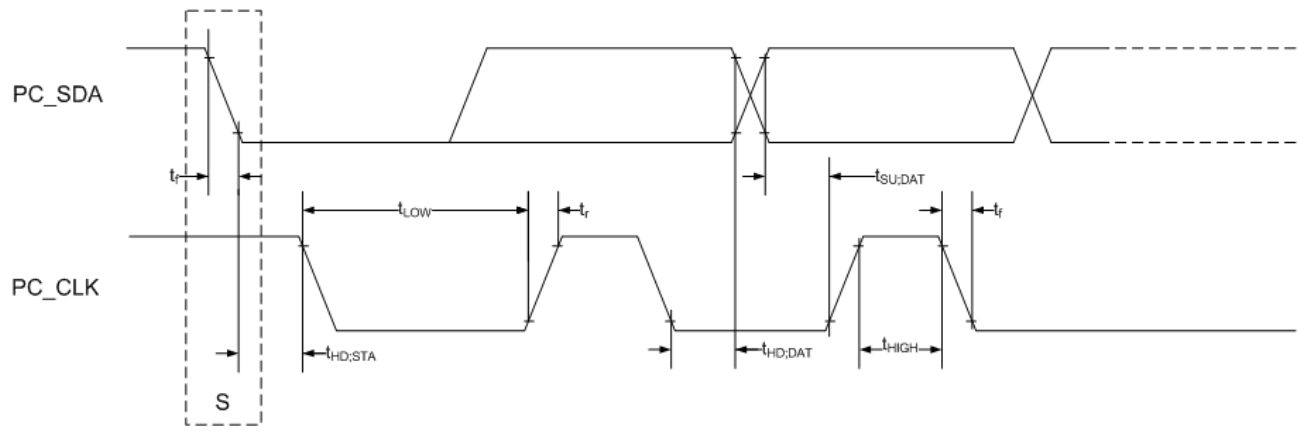 PC_SDA
tf
tSU;DAT
tLOW
tr
tf
PC_CLK
tHD;STA
tHD;DAT
tHIGH
S